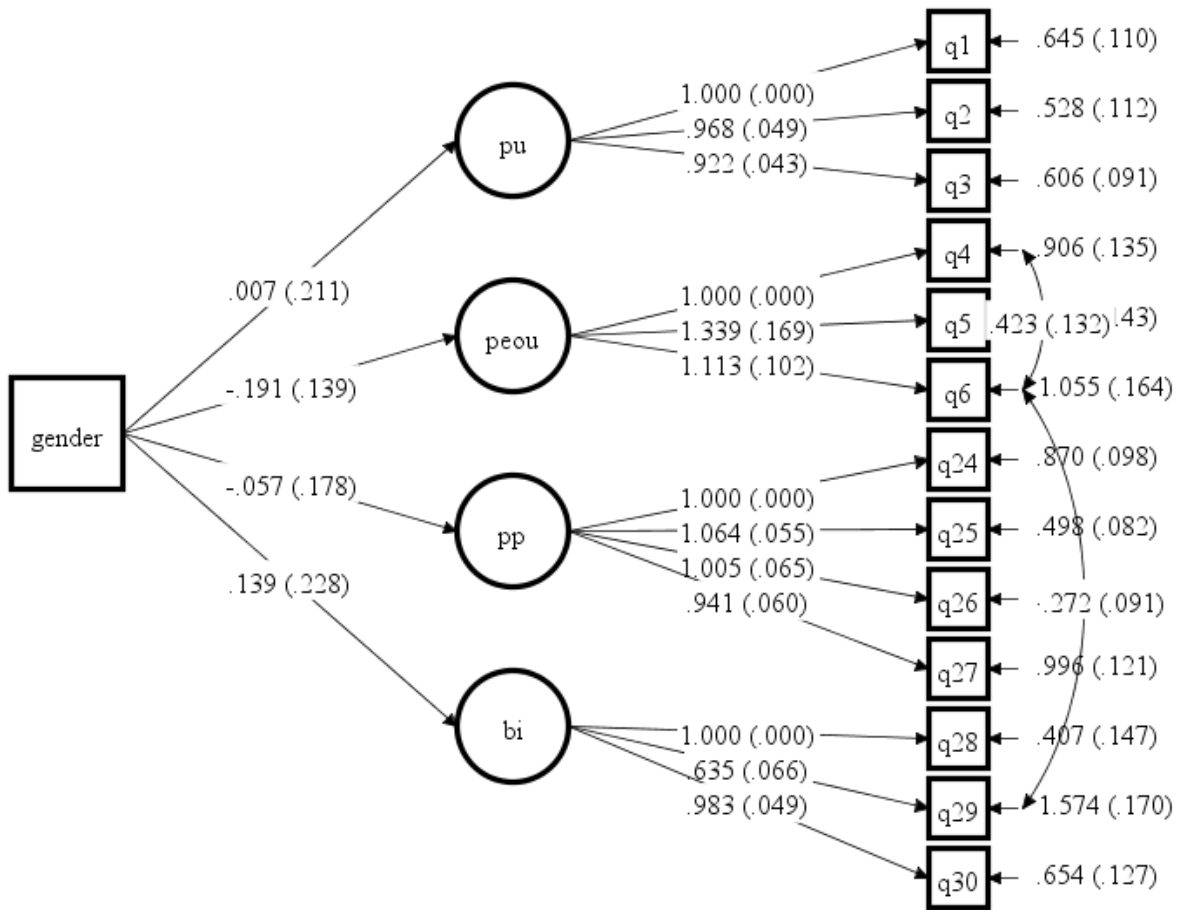 gender
.007 (.211)
-.191 (.139)
-.057 (.178)
.139 (.228)
pu
peou
pp
bi
1.000 (.000)
.968 (.049)
.922 (.043)
1.000 (.000)
1.339 (.169)
1.113 (.102)
1.000 (.000)
1.064 (.055)
1.005 (.065)
.941 (.060)
1.000 (.000)
.635 (.066)
.983 (.049)
q1 .645 (.110)
q2 .528 (.112)
q3 .606 (.091)
q4 .906 (.135)
q5 .423 (.132) 43)
q6 1.055 (.164)
q24 .870 (.098)
q25 .498 (.082)
q26 -.272 (.091)
q27 .996 (.121)
q28 .407 (.147)
q29 1.574 (.170)
q30 .654 (.127)